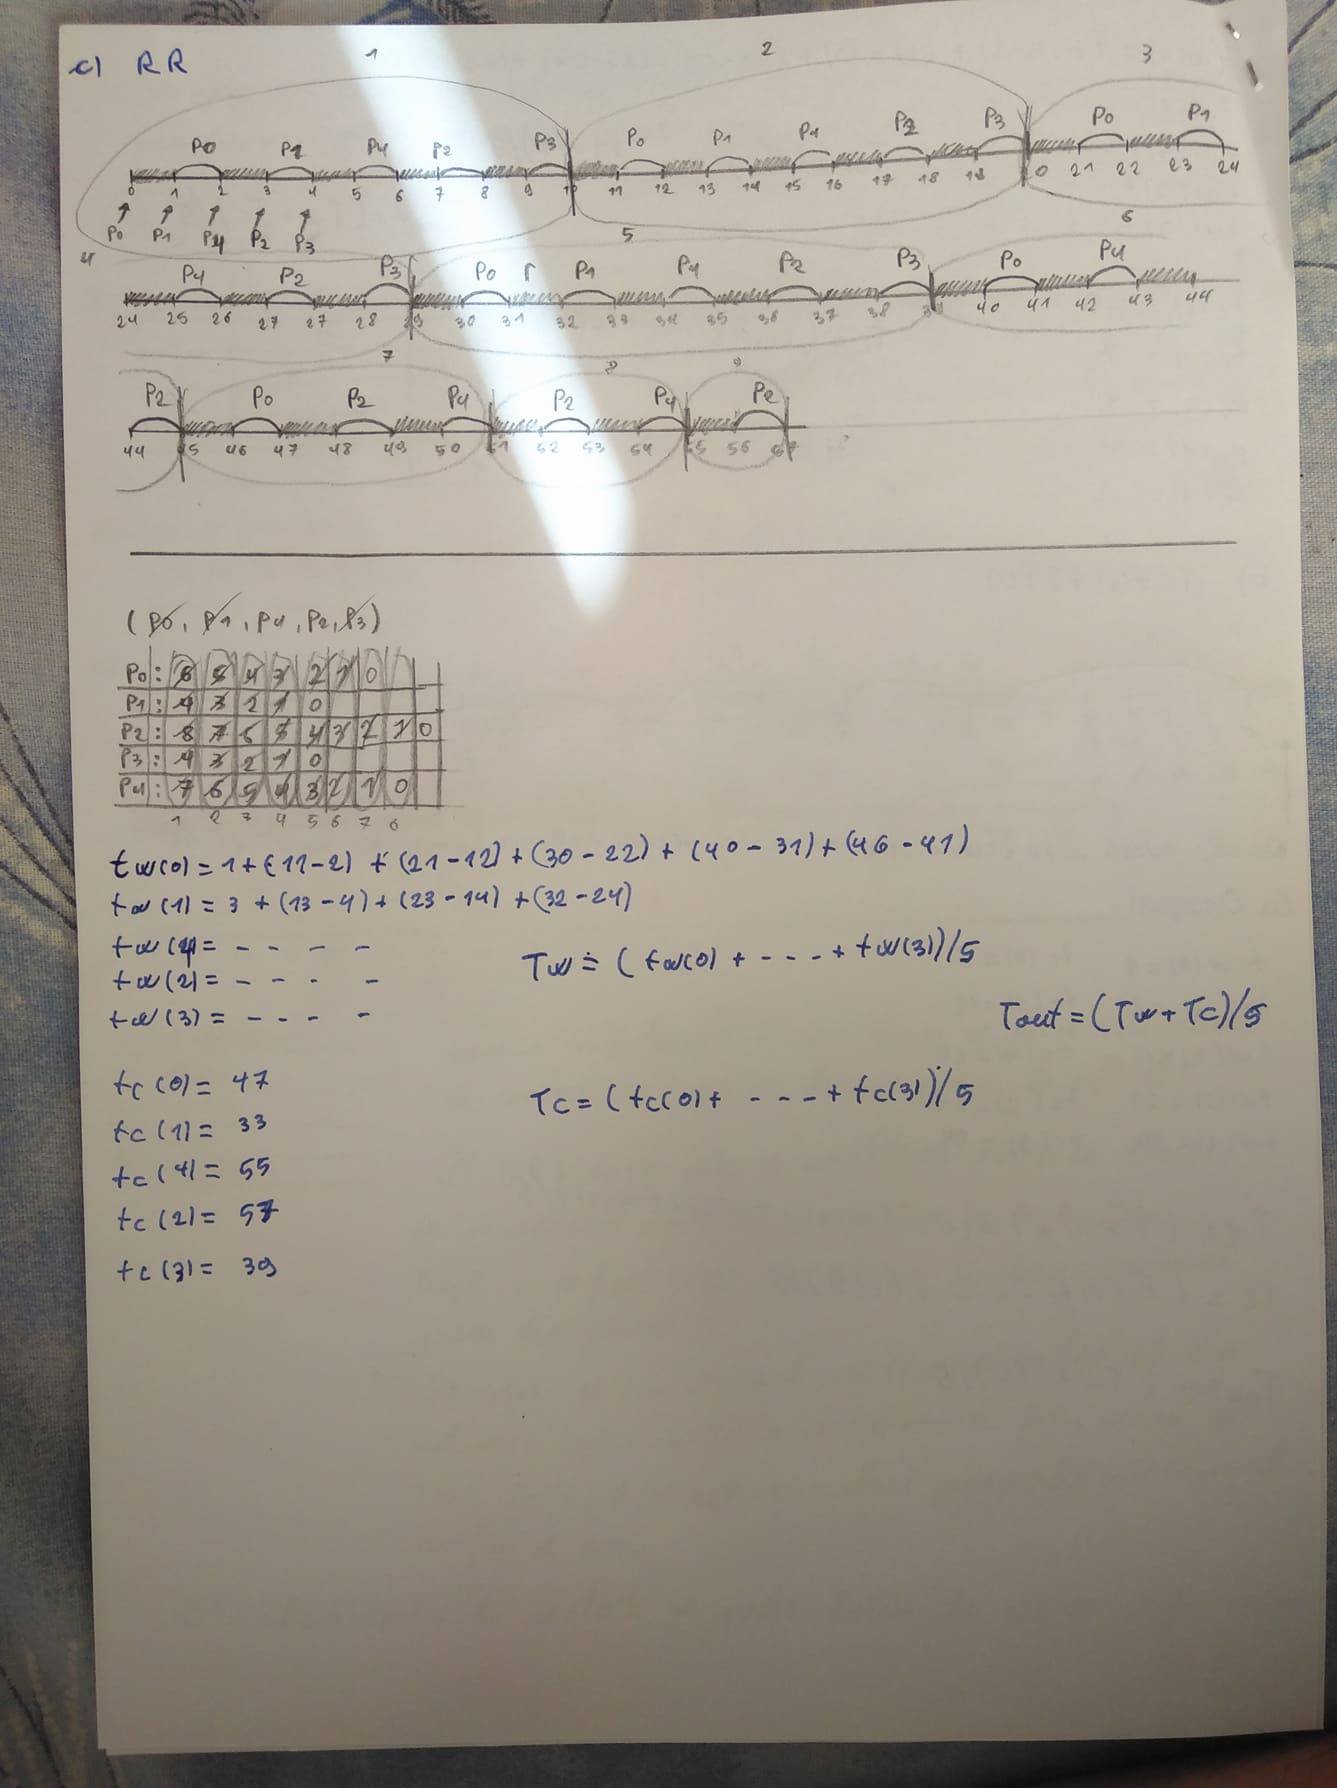 c) RR
1 2 3
P0 P1 P4 P2 P3 P0 P1 P4 P2 P3 P0 P1
0 1 2 3 4 5 6 7 8 9 10 11 12 13 14 15 16 17 18 19 20 21 22 23 24
P0 P1 P4 P2 P3
4 5 6
P4 P2 P3 P0 P1 P4 P2 P3 P0 P4
24 25 26 27 27 28 29 30 31 32 33 34 35 36 37 38 39 40 41 42 43 44
7 8 9
P2 P0 P2 P4 P2 P4 P2
44 45 46 47 48 49 50 51 52 53 54 55 56 57
(P0, P1, P4, P2, P3)
P0: 6 5 4 3 2 1 0
P1: 4 3 2 1 0
P2: 8 7 6 5 4 3 2 1 0
P3: 4 3 2 1 0
P4: 7 6 5 4 3 2 1 0
1 2 3 4 5 6 7 8
tw(0) = 1 + (11-2) + (21-12) + (30-22) + (40-31) + (46-41)
tw(1) = 3 + (13-4) + (23-14) + (32-24)
tw(4) = - - - -
tw(2) = - - - -
tw(3) = - - - -
Tw = (tw(0) + - - - + tw(3))/5
Tout = (Tw + Tc)/5
tc(0) = 47
tc(1) = 33
tc(4) = 55
tc(2) = 57
tc(3) = 39
Tc = (tc(0) + - - - + tc(3))/5